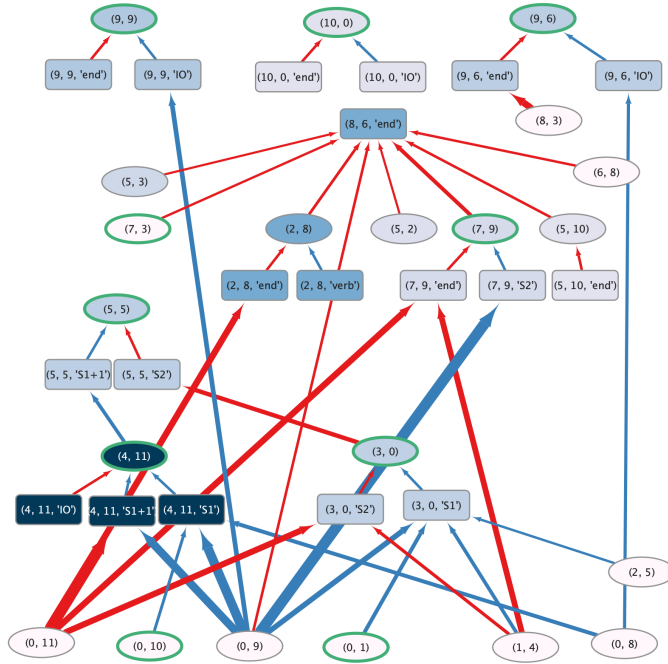 (9, 9)
(10, 0)
(9, 6)
(9, 9, 'end')
(9, 9, 'IO')
(10, 0, 'end')
(10, 0, 'IO')
(9, 6, 'end')
(9, 6, 'IO')
(8, 3)
(8, 6, 'end')
(5, 3)
(6, 8)
(7, 3)
(2, 8)
(5, 2)
(7, 9)
(5, 10)
(2, 8, 'end')
(2, 8, 'verb')
(7, 9, 'end')
(7, 9, 'S2')
(5, 10, 'end')
(5, 5)
(5, 5, 'S1+1')
(5, 5, 'S2')
(4, 11)
(3, 0)
(4, 11, 'IO')
(4, 11, 'S1+1'
(4, 11, 'S1')
(3, 0, 'S2')
(3, 0, 'S1')
(2, 5)
(0, 11)
(0, 10)
(0, 9)
(0, 1)
(1, 4)
(0, 8)